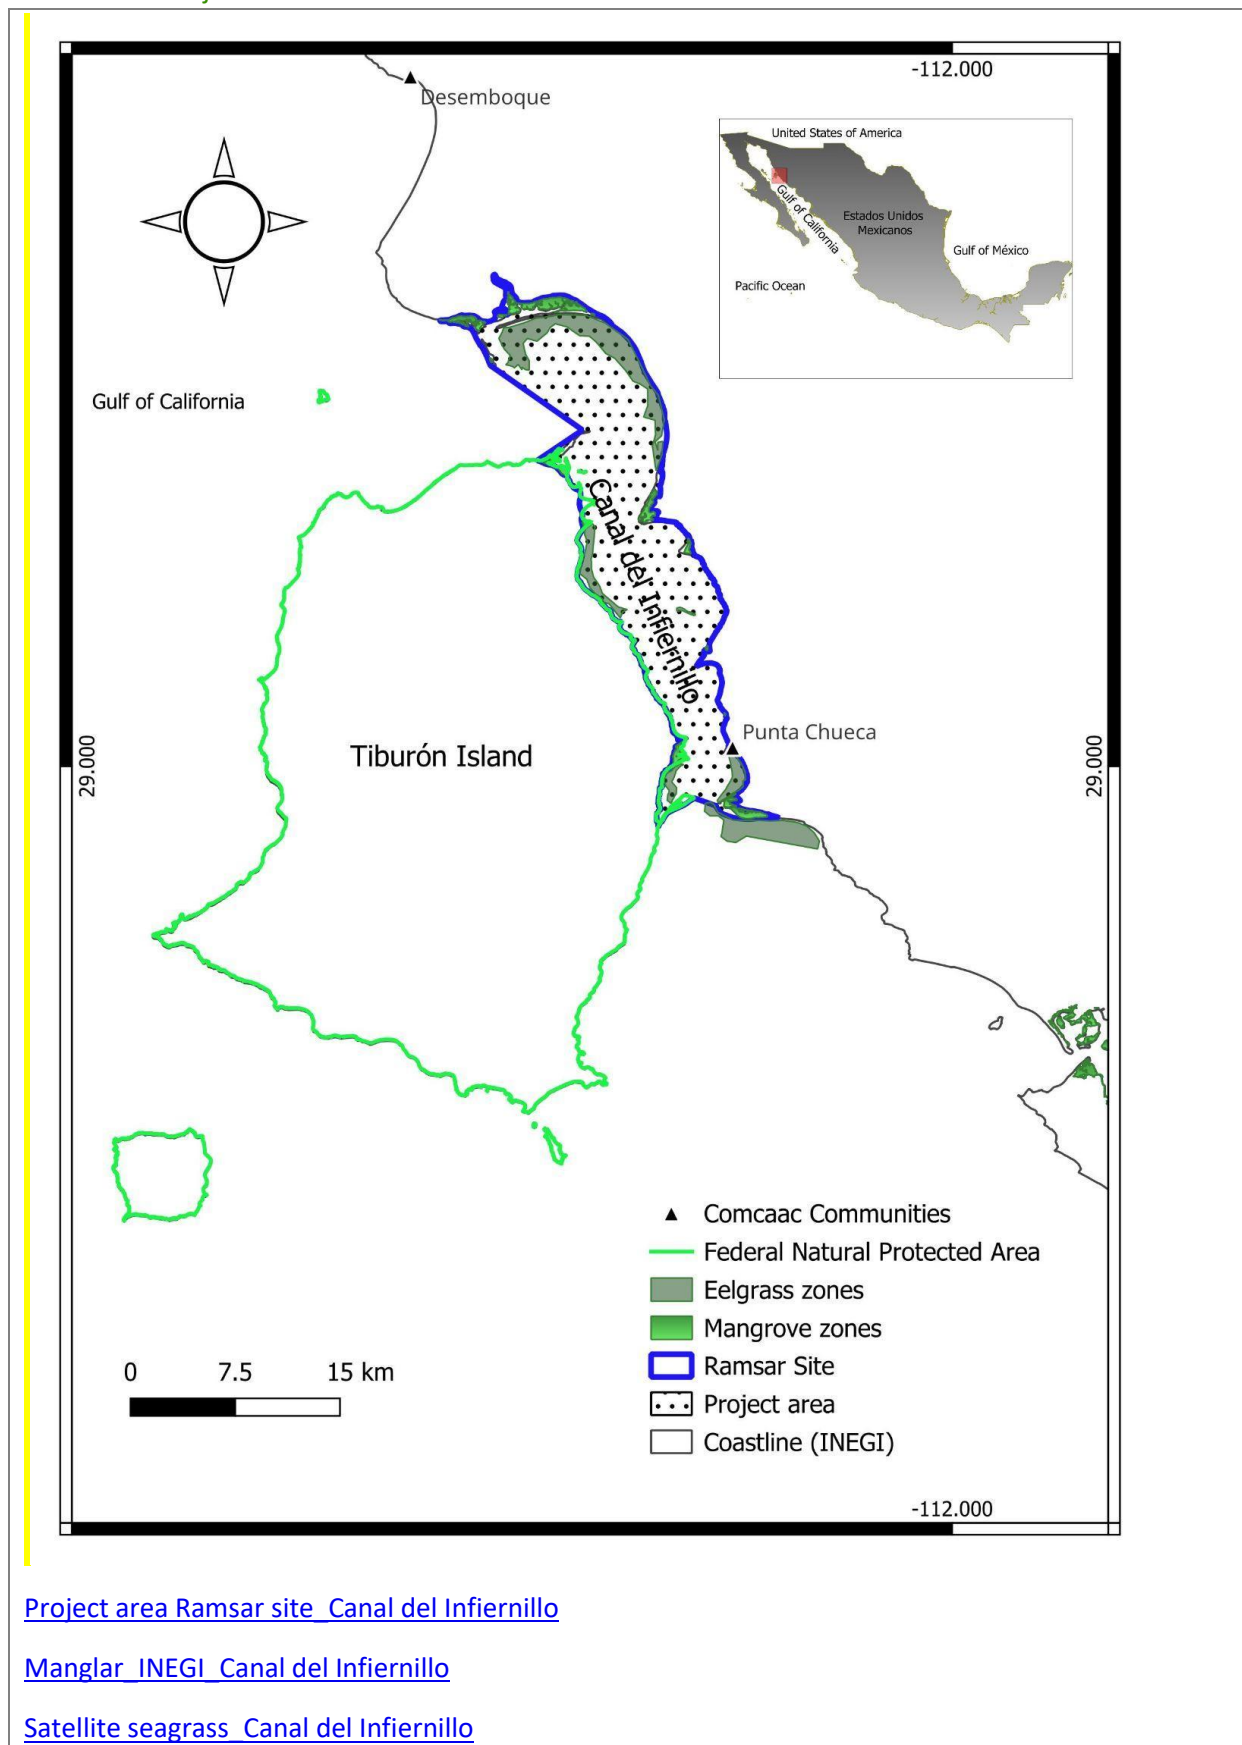 -112.000
Desemboque
United States of America
Gulf of California
Estados Unidos
Mexicanos
Gulf of México
Pacific Ocean
Gulf of California
Canal del Infiernillo
Punta Chueca
Tiburón Island
29.000
29.000
Comcaac Communities
Federal Natural Protected Area
Eelgrass zones
Mangrove zones
Ramsar Site
Project area
Coastline (INEGI)
0 7.5 15 km
-112.000
Project area Ramsar site_Canal del Infiernillo
Manglar_INEGI_Canal del Infiernillo
Satellite seagrass_Canal del Infiernillo